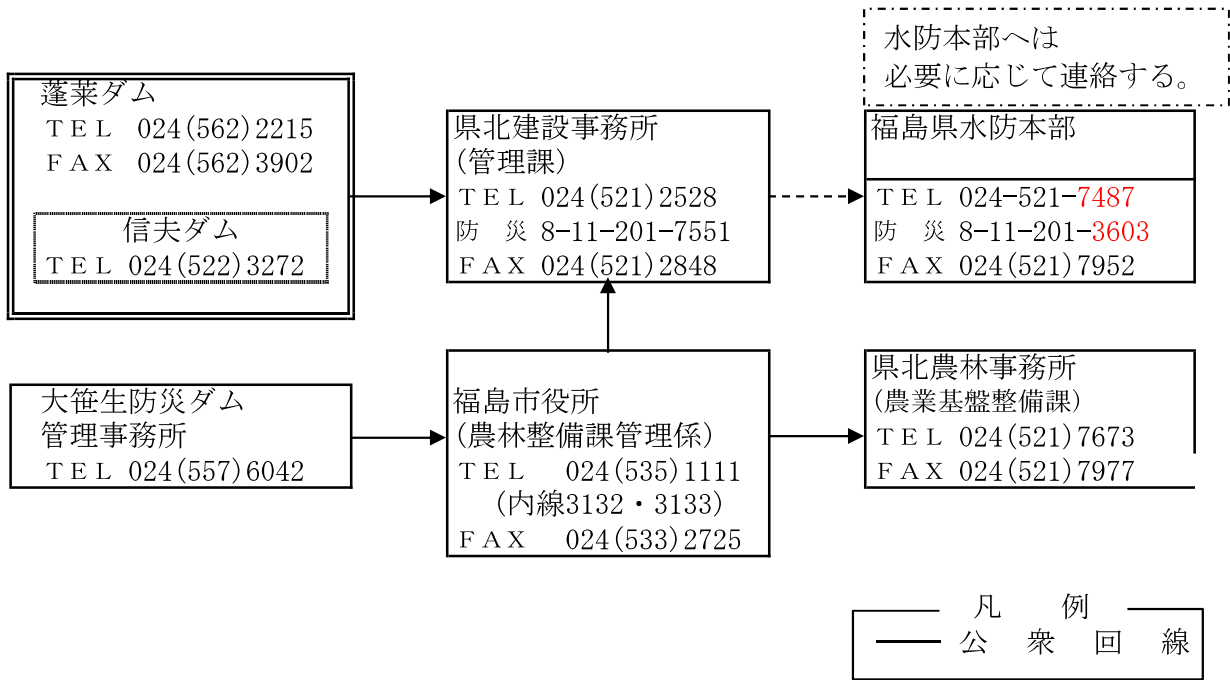 水防本部へは
必要に応じて連絡する。
蓬莱ダム
ＴＥＬ 024(562)2215
ＦＡＸ 024(562)3902
信夫ダム
ＴＥＬ 024(522)3272
県北建設事務所
(管理課)
ＴＥＬ 024(521)2528
防　災 8-11-201-7551
ＦＡＸ 024(521)2848
福島県水防本部
ＴＥＬ 024-521-7487
防　災 8-11-201-3603
ＦＡＸ 024(521)7952
大笹生防災ダム
管理事務所
ＴＥＬ 024(557)6042
福島市役所
(農林整備課管理係)
ＴＥＬ 024(535)1111
(内線3132・3133)
ＦＡＸ 024(533)2725
県北農林事務所
(農業基盤整備課)
ＴＥＬ 024(521)7673
ＦＡＸ 024(521)7977
凡　例
公　衆　回　線